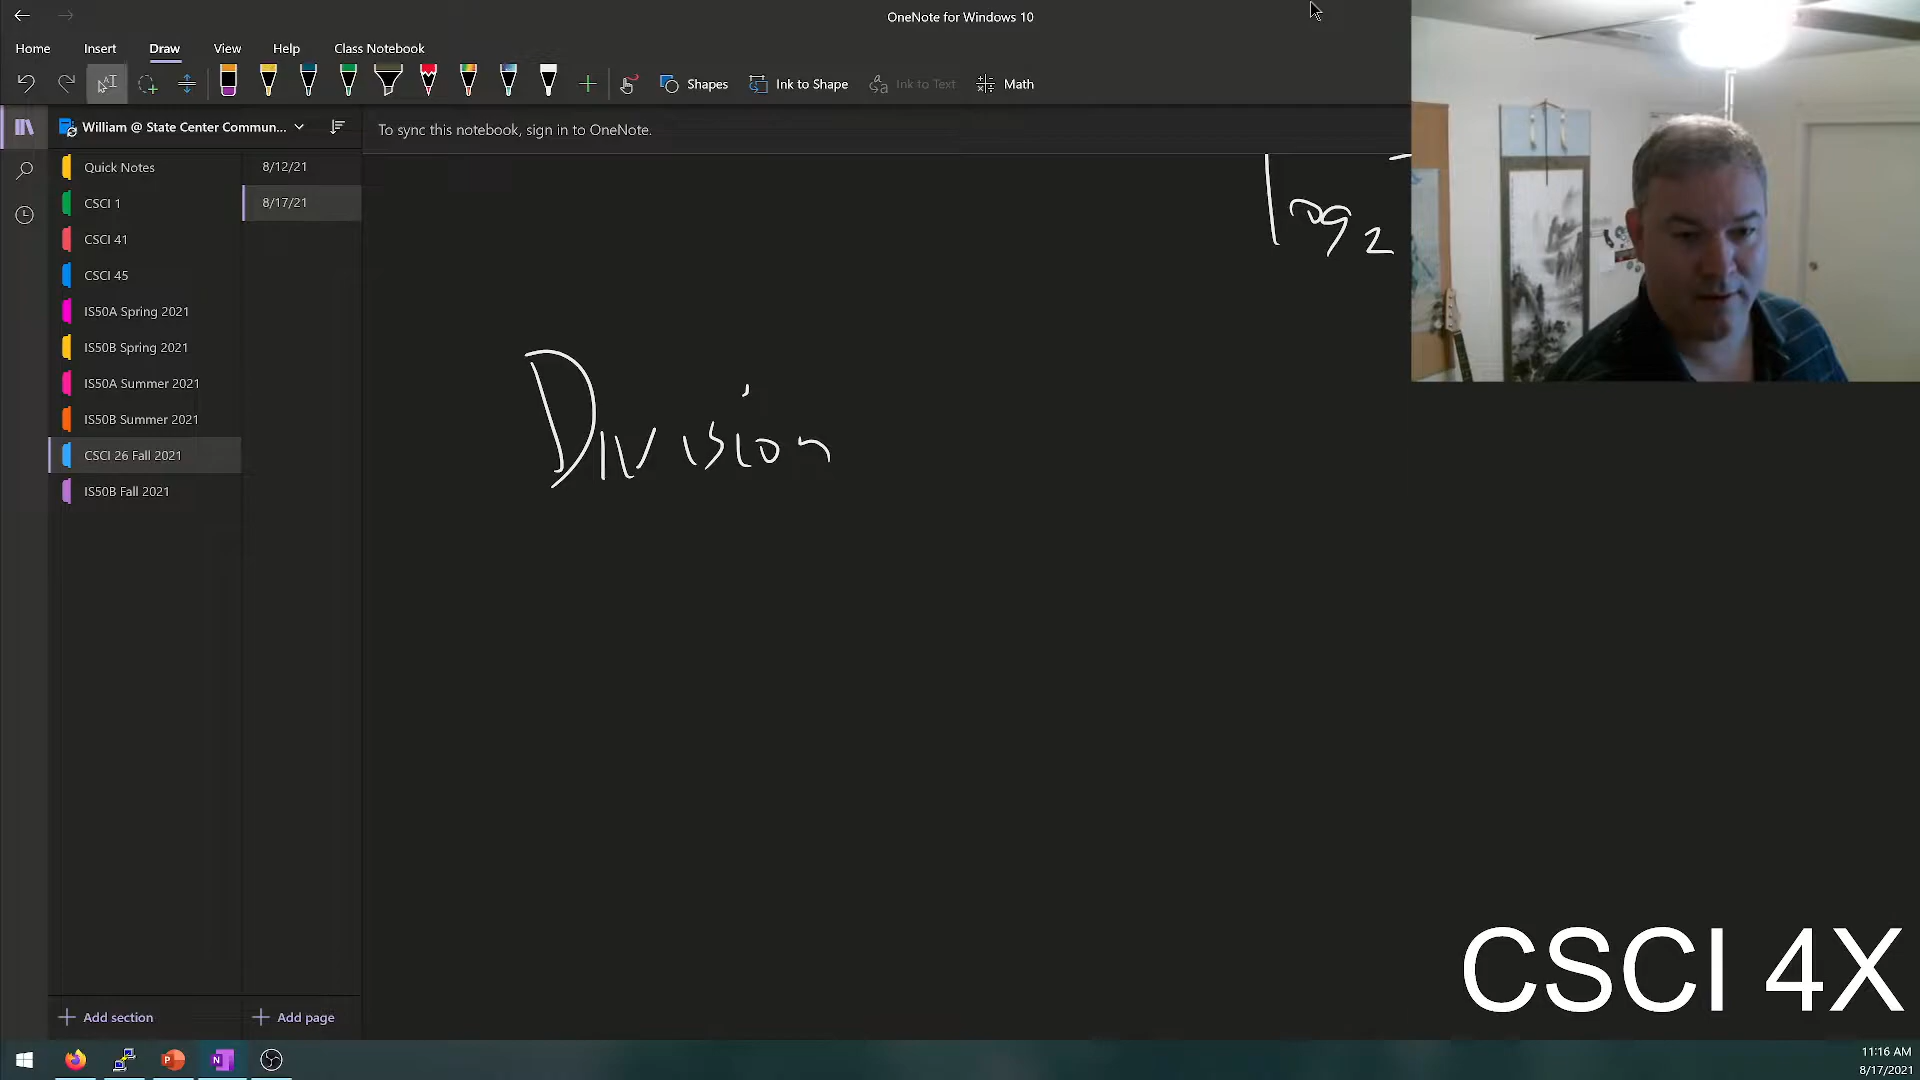 OneNote for Windows 10
Home Insert Draw View Help Class Notebook
Shapes Ink to Shape Ink to Text Math
William @ State Center Commun...
To sync this notebook, sign in to OneNote.
Quick Notes
CSCI 1
CSCI 41
CSCI 45
IS50A Spring 2021
IS50B Spring 2021
IS50A Summer 2021
IS50B Summer 2021
CSCI 26 Fall 2021
IS50B Fall 2021
8/12/21
8/17/21
log2
Division
CSCI 4X
Add section
Add page
11:16 AM
8/17/2021